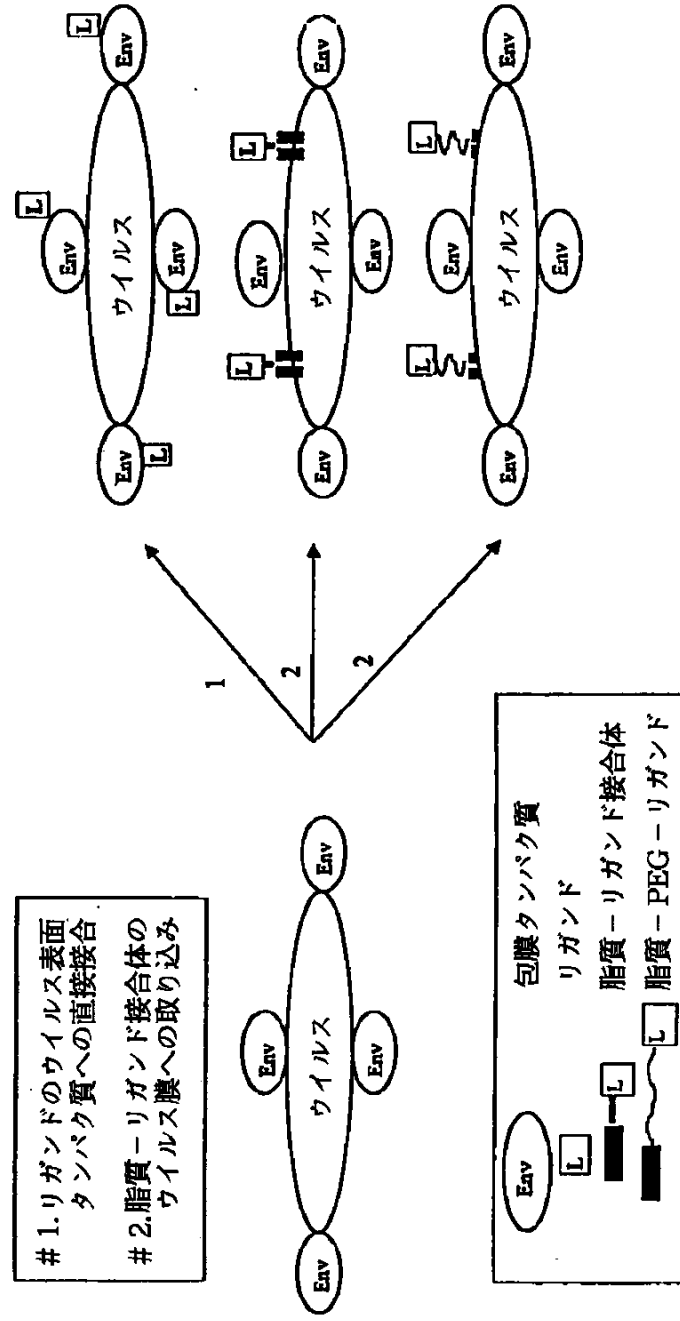 #1.リガンドのウイルス表面
タンパク質への直接接合
#2.脂質-リガンド接合体の
ウイルス膜への取り込み
Env
Env
ウイルス
Env
Env
1
2
2
L
Env
L
Env
ウイルス
Env
L
Env
L
L
L
Env
Env
ウイルス
Env
Env
L
L
Env
Env
ウイルス
Env
Env
Env 包膜タンパク質
L リガンド
L 脂質-リガンド接合体
L 脂質-PEG-リガンド